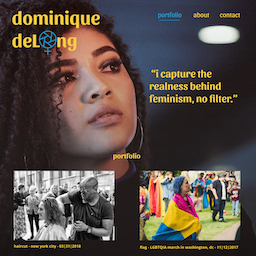 dominique
deLong
portfolio about contact
“i capture the
realness behind
feminism, no filter.”
portfolio
haircut - new york city - 03|31|2018
flag - LGBTQIA march in washington, dc - 11|12|2017